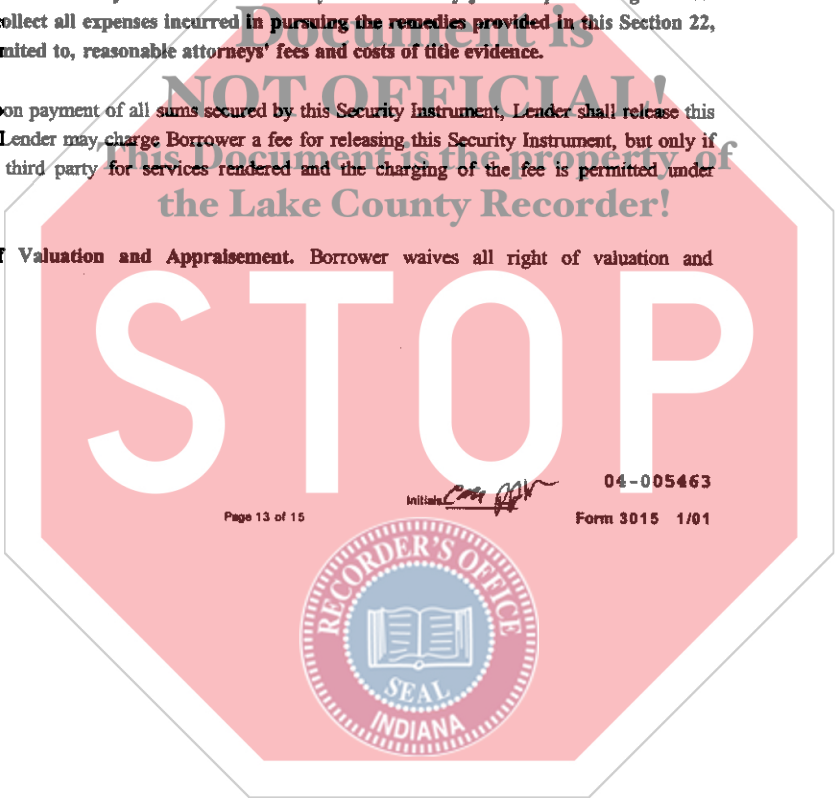 Document is
collect all expenses incurred in pursuing the remedies provided in this Section 22,
mited to, reasonable attorneys' fees and costs of title evidence.
NOT OFFICIAL!
on payment of all sums secured by this Security Instrument, Lender shall release this
Lender may charge Borrower a fee for releasing this Security Instrument, but only if
This Document is the property of
third party for services rendered and the charging of the fee is permitted under
the Lake County Recorder!
f Valuation and Appraisement. Borrower waives all right of valuation and
STOP
04-005463
Initials
Page 13 of 15
Form 3015 1/01
RECORDER'S OFFICE
SEAL
INDIANA